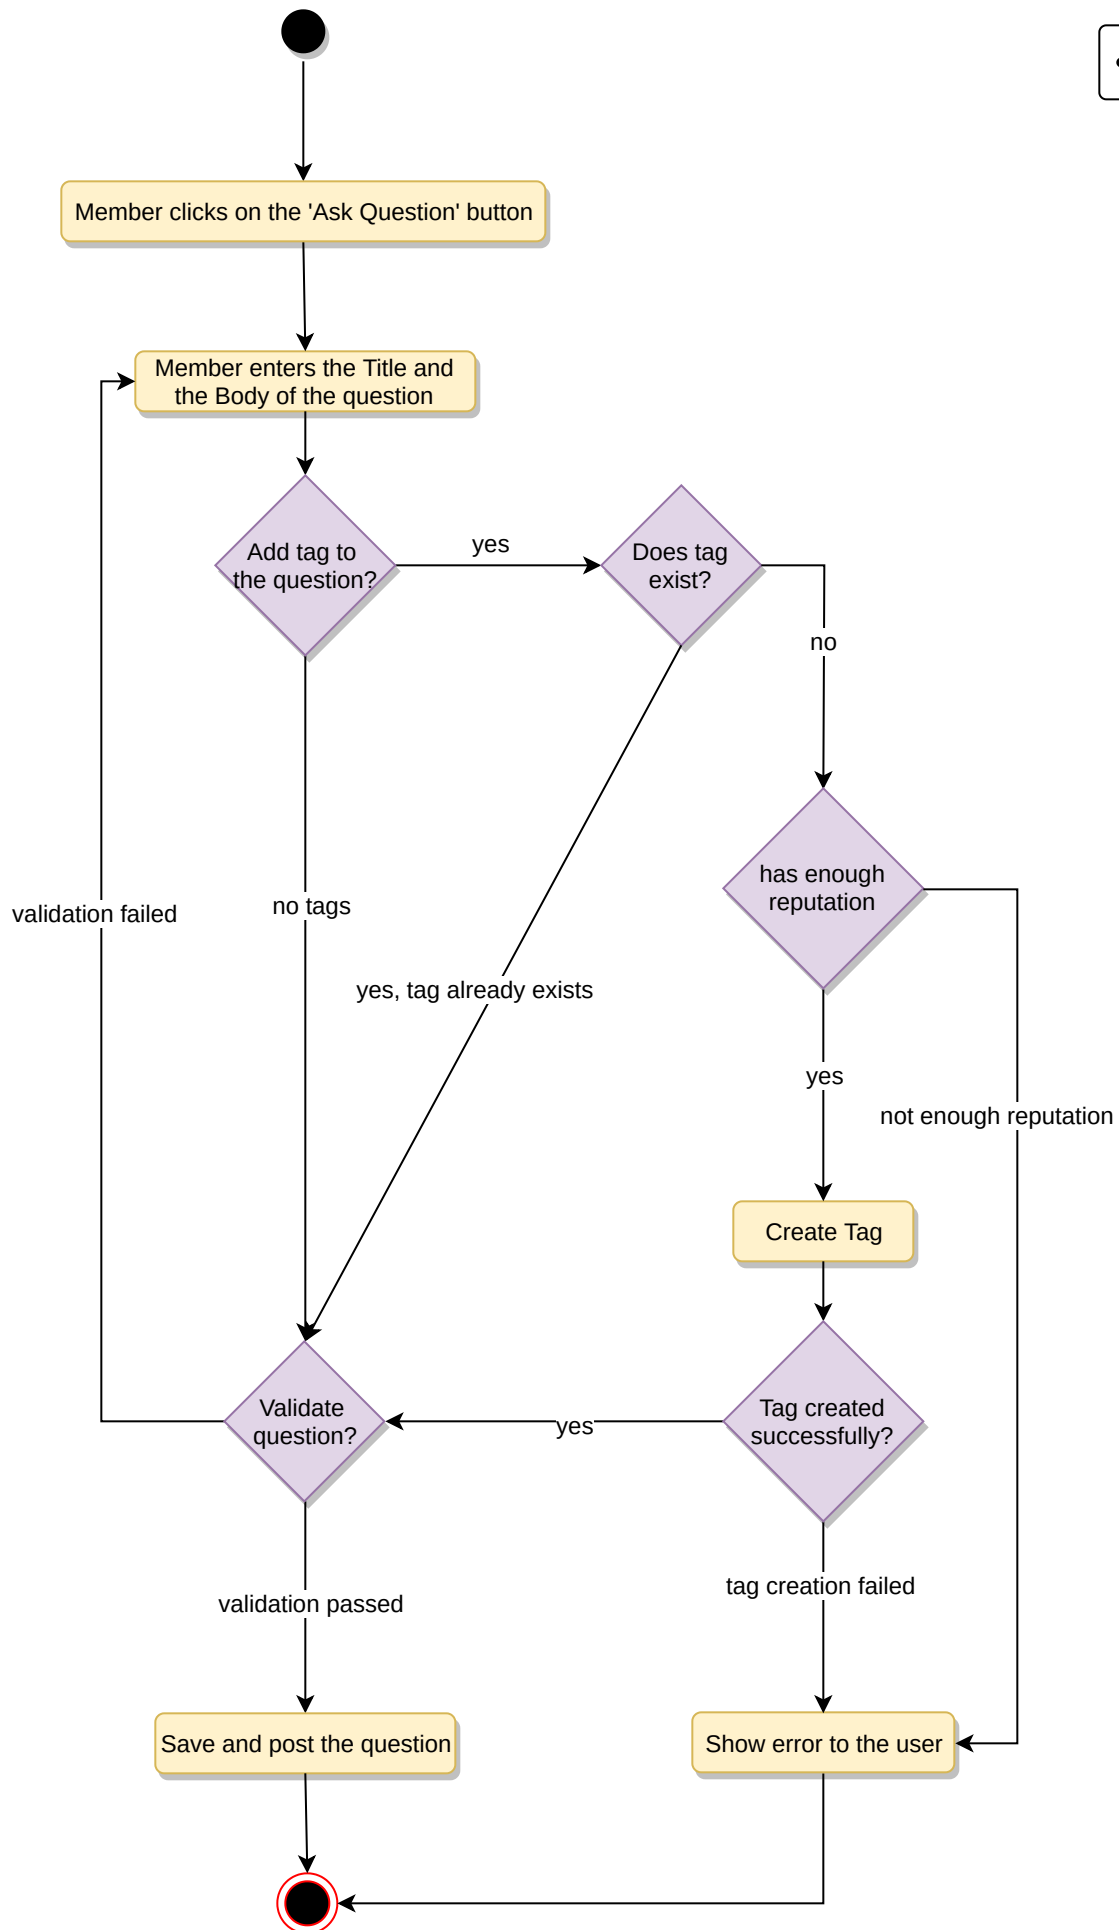 Member clicks on the 'Ask Question' button
Member enters the Title and
the Body of the question
Add tag to
the question?
yes
Does tag
exist?
no
has enough
reputation
validation failed
no tags
yes, tag already exists
yes
not enough reputation
Create Tag
Validate
question?
yes
Tag created
successfully?
validation passed
tag creation failed
Save and post the question
Show error to the user